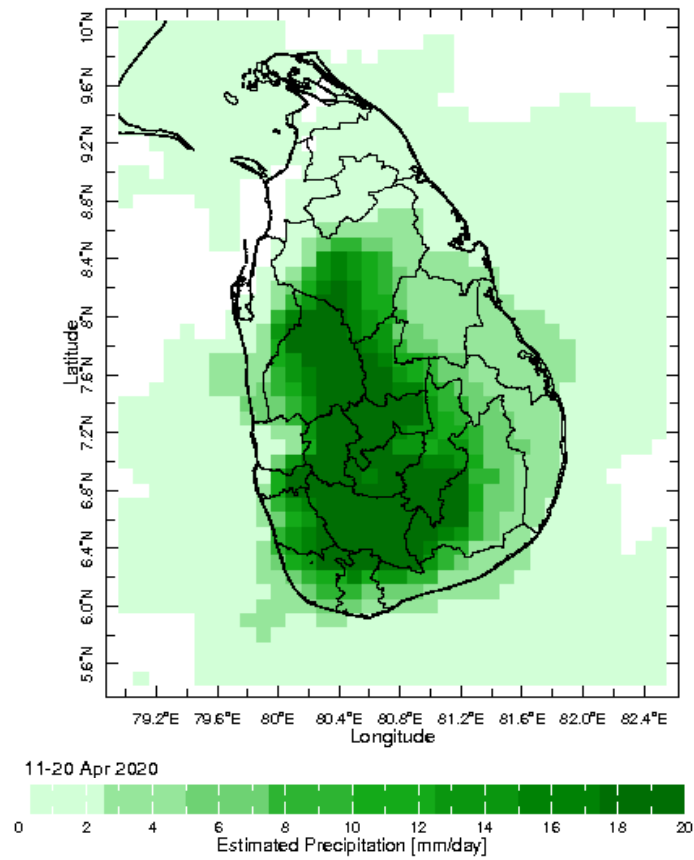 10°N
9.6°N
9.2°N
8.8°N
8.4°N
8°N
7.6°N
7.2°N
6.8°N
6.4°N
6.0°N
5.6°N
Latitude
79.2°E 79.6°E 80°E 80.4°E 80.8°E 81.2°E 81.6°E 82.0°E 82.4°E
Longitude
11-20 Apr 2020
0 2 4 6 8 10 12 14 16 18 20
Estimated Precipitation [mm/day]